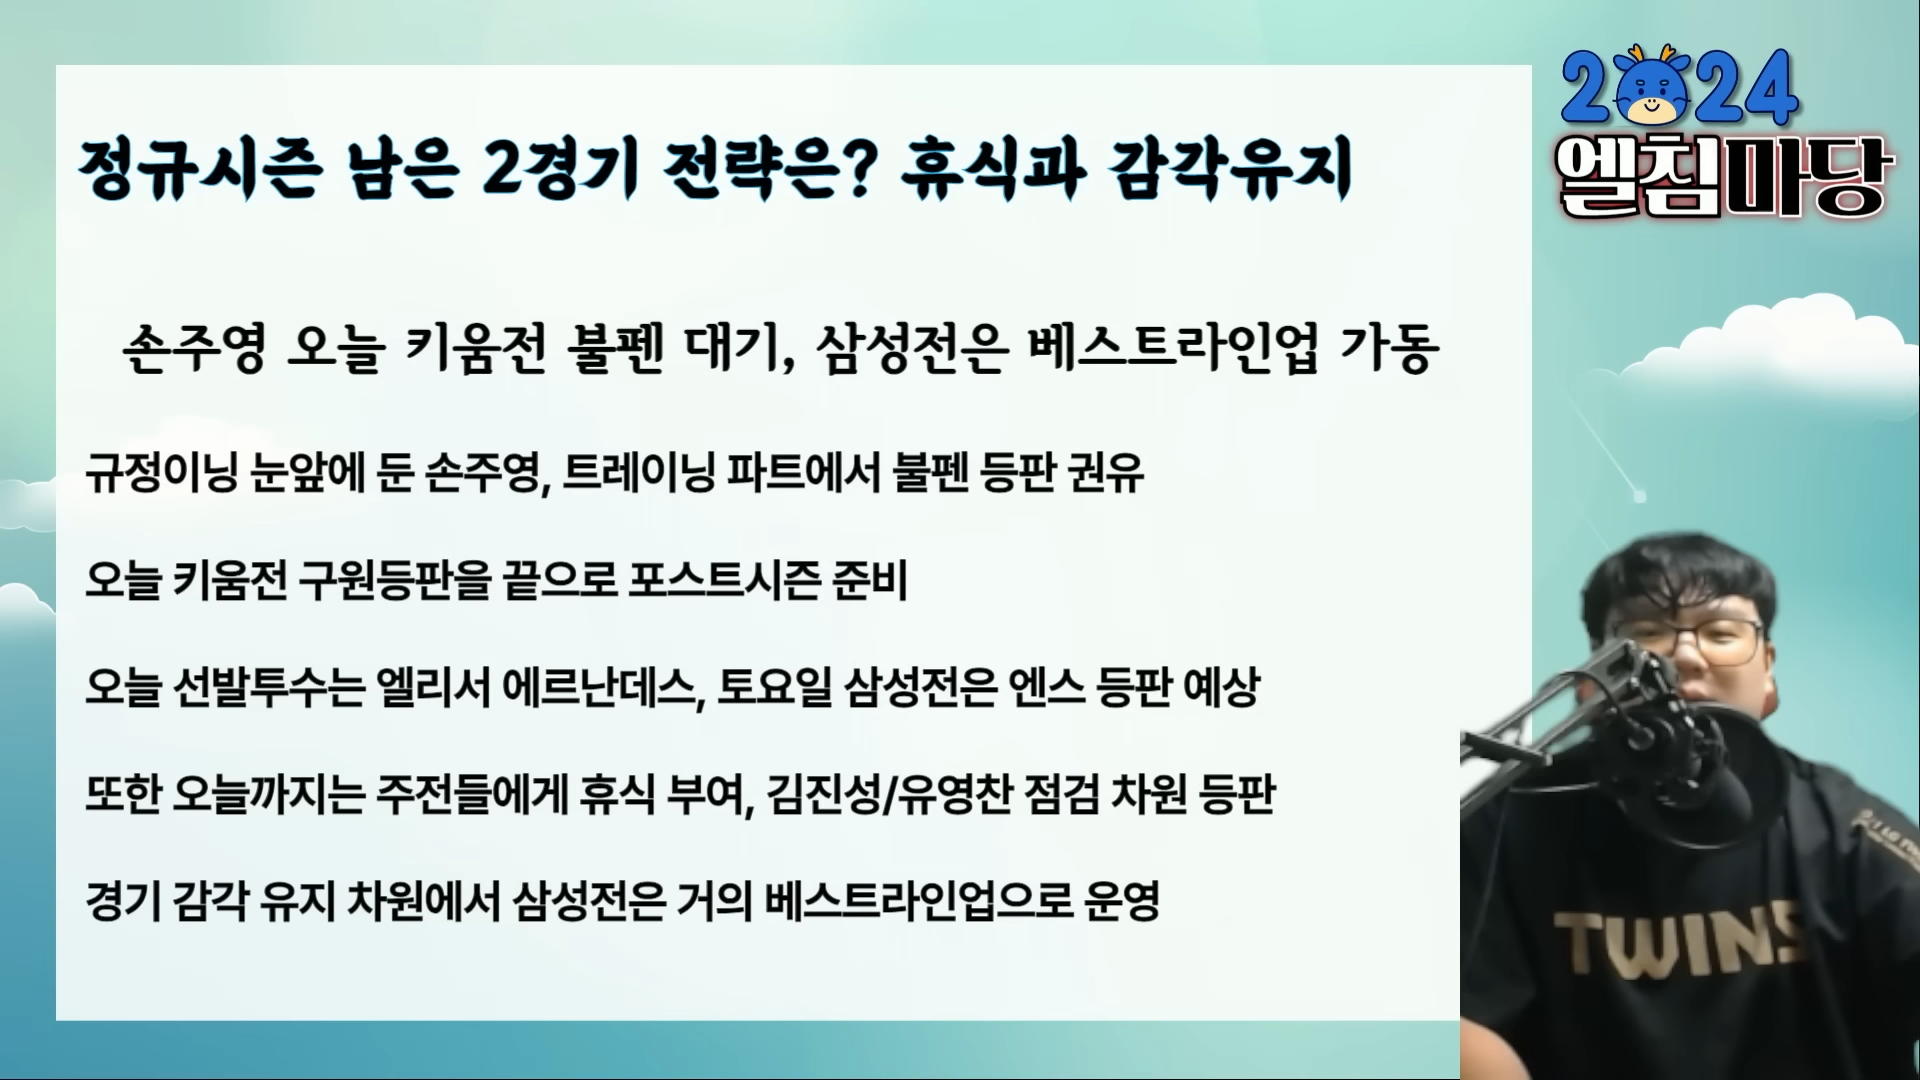 정규시즌 남은 2경기 전략은? 휴식과 감각유지
2024
엘침마당
손주영 오늘 키움전 불펜 대기, 삼성전은 베스트라인업 가동
규정이닝 눈앞에 둔 손주영, 트레이닝 파트에서 불펜 등판 권유
오늘 키움전 구원등판을 끝으로 포스트시즌 준비
오늘 선발투수는 엘리서 에르난데스, 토요일 삼성전은 엔스 등판 예상
또한 오늘까지는 주전들에게 휴식 부여, 김진성/유영찬 점검 차원 등판
경기 감각 유지 차원에서 삼성전은 거의 베스트라인업으로 운영
TWINS